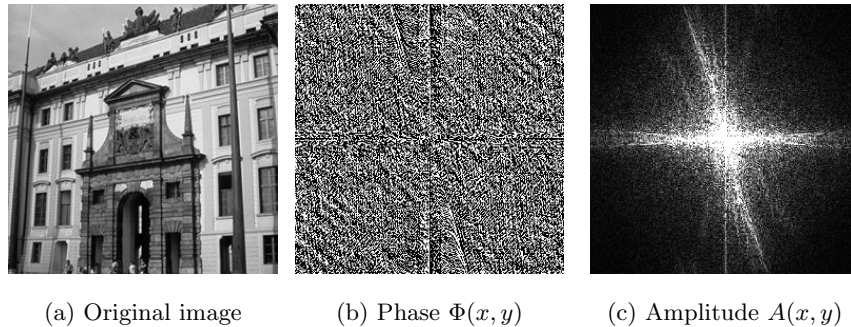 (a) Original image
(b) Phase Φ(x, y)
(c) Amplitude A(x, y)